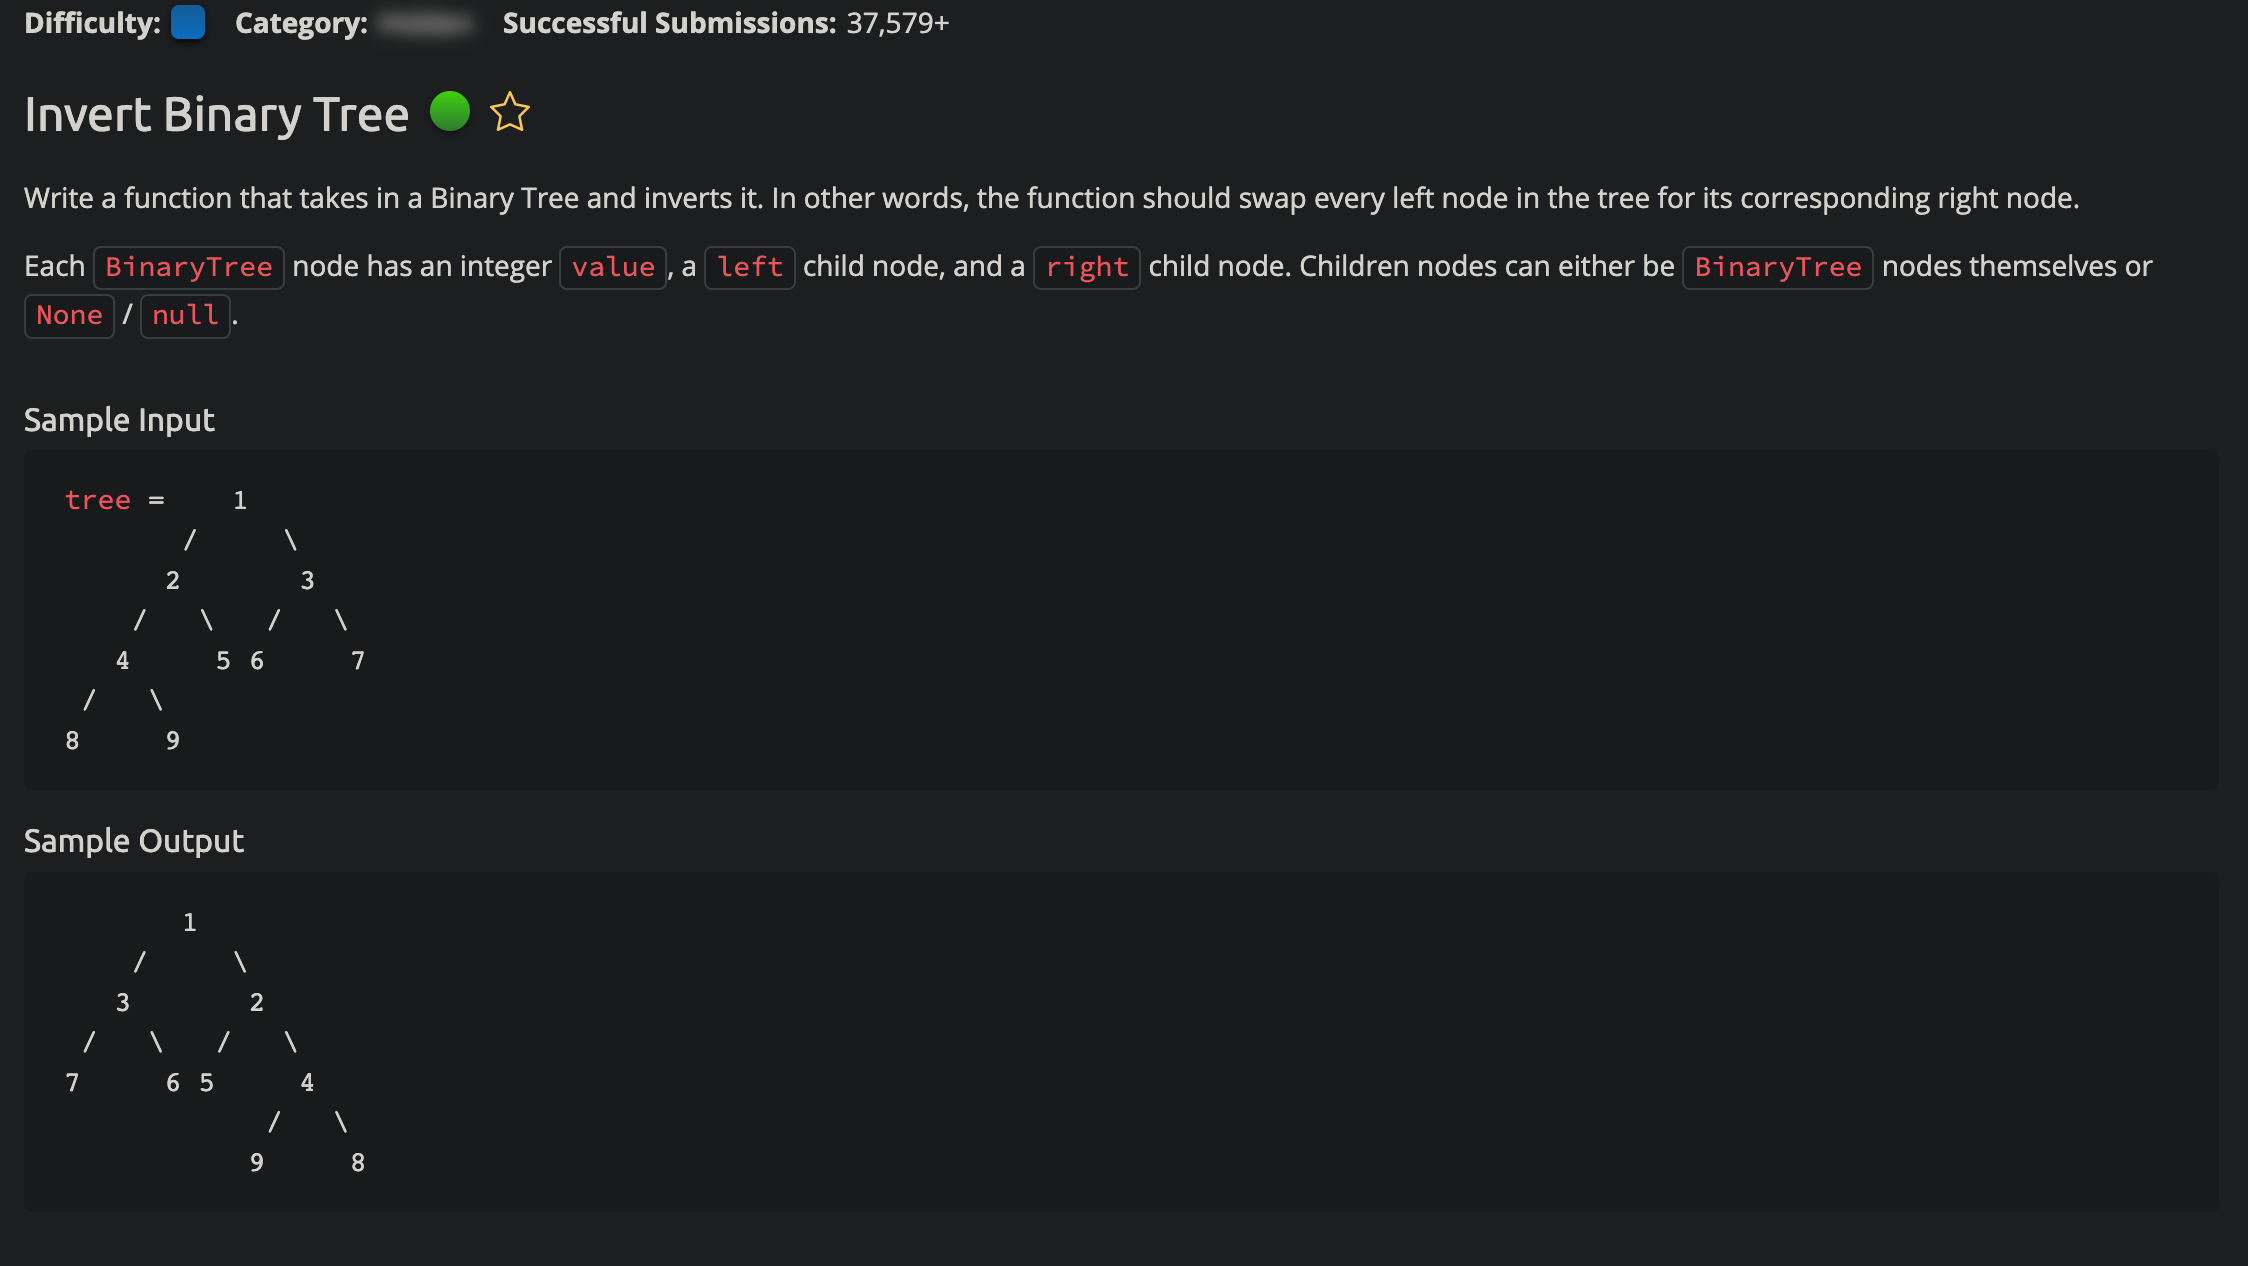 Difficulty: Category: Successful Submissions: 37,579+
Invert Binary Tree
Write a function that takes in a Binary Tree and inverts it. In other words, the function should swap every left node in the tree for its corresponding right node.
Each BinaryTree node has an integer value, a left child node, and a right child node. Children nodes can either be BinaryTree nodes themselves or
None / null.
Sample Input
tree =    1
       /     \
      2       3
    /   \   /   \
   4     5 6     7
 /   \
8     9
Sample Output
       1
    /     \
   3       2
 /   \   /   \
7     6 5     4
            /   \
           9     8